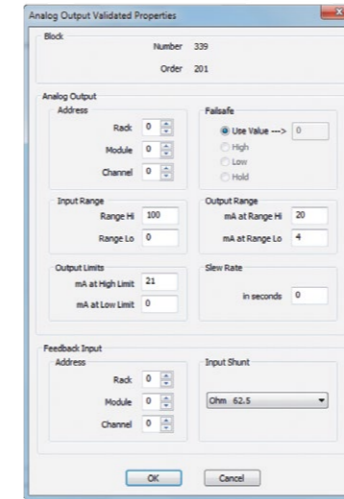 Analog Output Validated Properties
Block
Number 339
Order 201
Analog Output
Address
Rack 0
Module 0
Channel 0
Failsafe
Use Value ---> 0
High
Low
Hold
Input Range
Range Hi 100
Range Lo 0
Output Range
mA at Range Hi 20
mA at Range Lo 4
Output Limits
mA at High Limit 21
mA at Low Limit 0
Slew Rate
in seconds 0
Feedback Input
Address
Rack 0
Module 0
Channel 0
Input Shunt
Ohm 62.5
OK Cancel